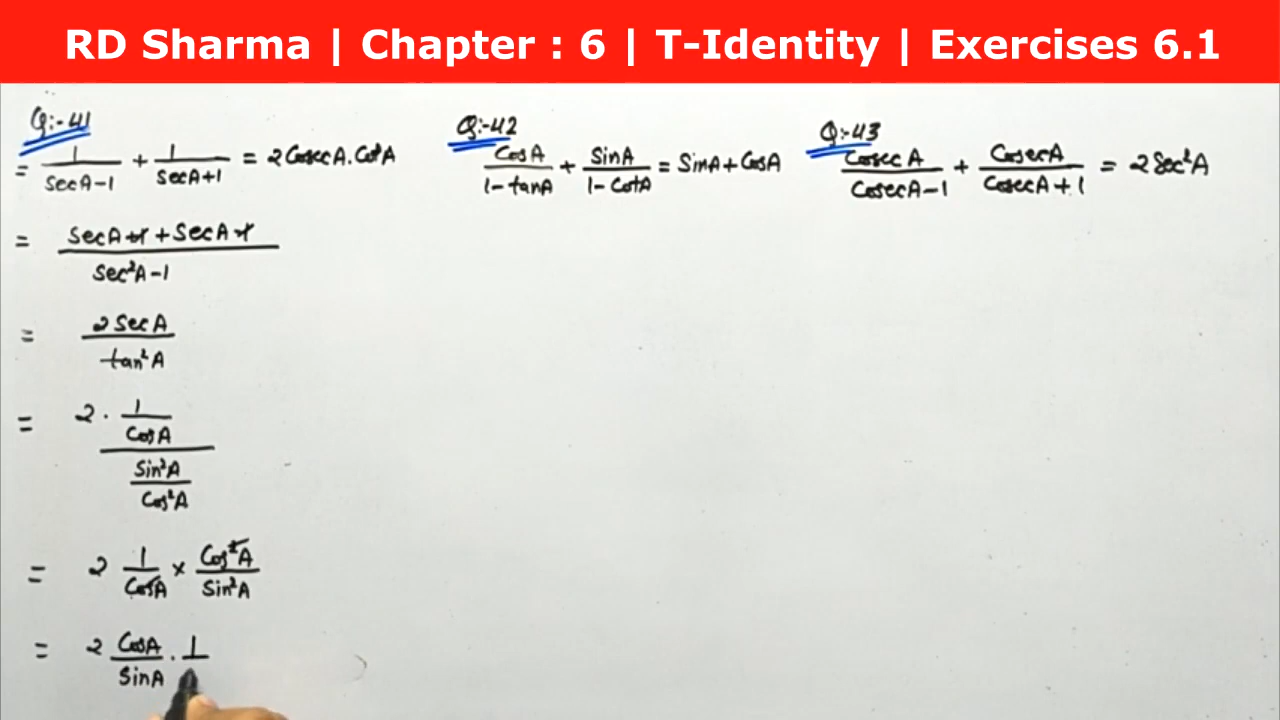 RD Sharma | Chapter : 6 | T-Identity | Exercises 6.1
Q:-41
= 1/(SecA-1) + 1/(SecA+1) = 2CosecA.CotA
= (SecA+1+SecA-1)/(Sec²A-1)
= 2SecA/tan²A
= (2. 1/CosA)/(Sin²A/Cos²A)
= 2 1/CosA × Cos²A/Sin²A
= 2 CosA/SinA . 1/
Q:-42
CosA/(1-tanA) + SinA/(1-CotA) = SinA+CosA
Q:-43
CosecA/(CosecA-1) + CosecA/(CosecA+1) = 2Sec²A